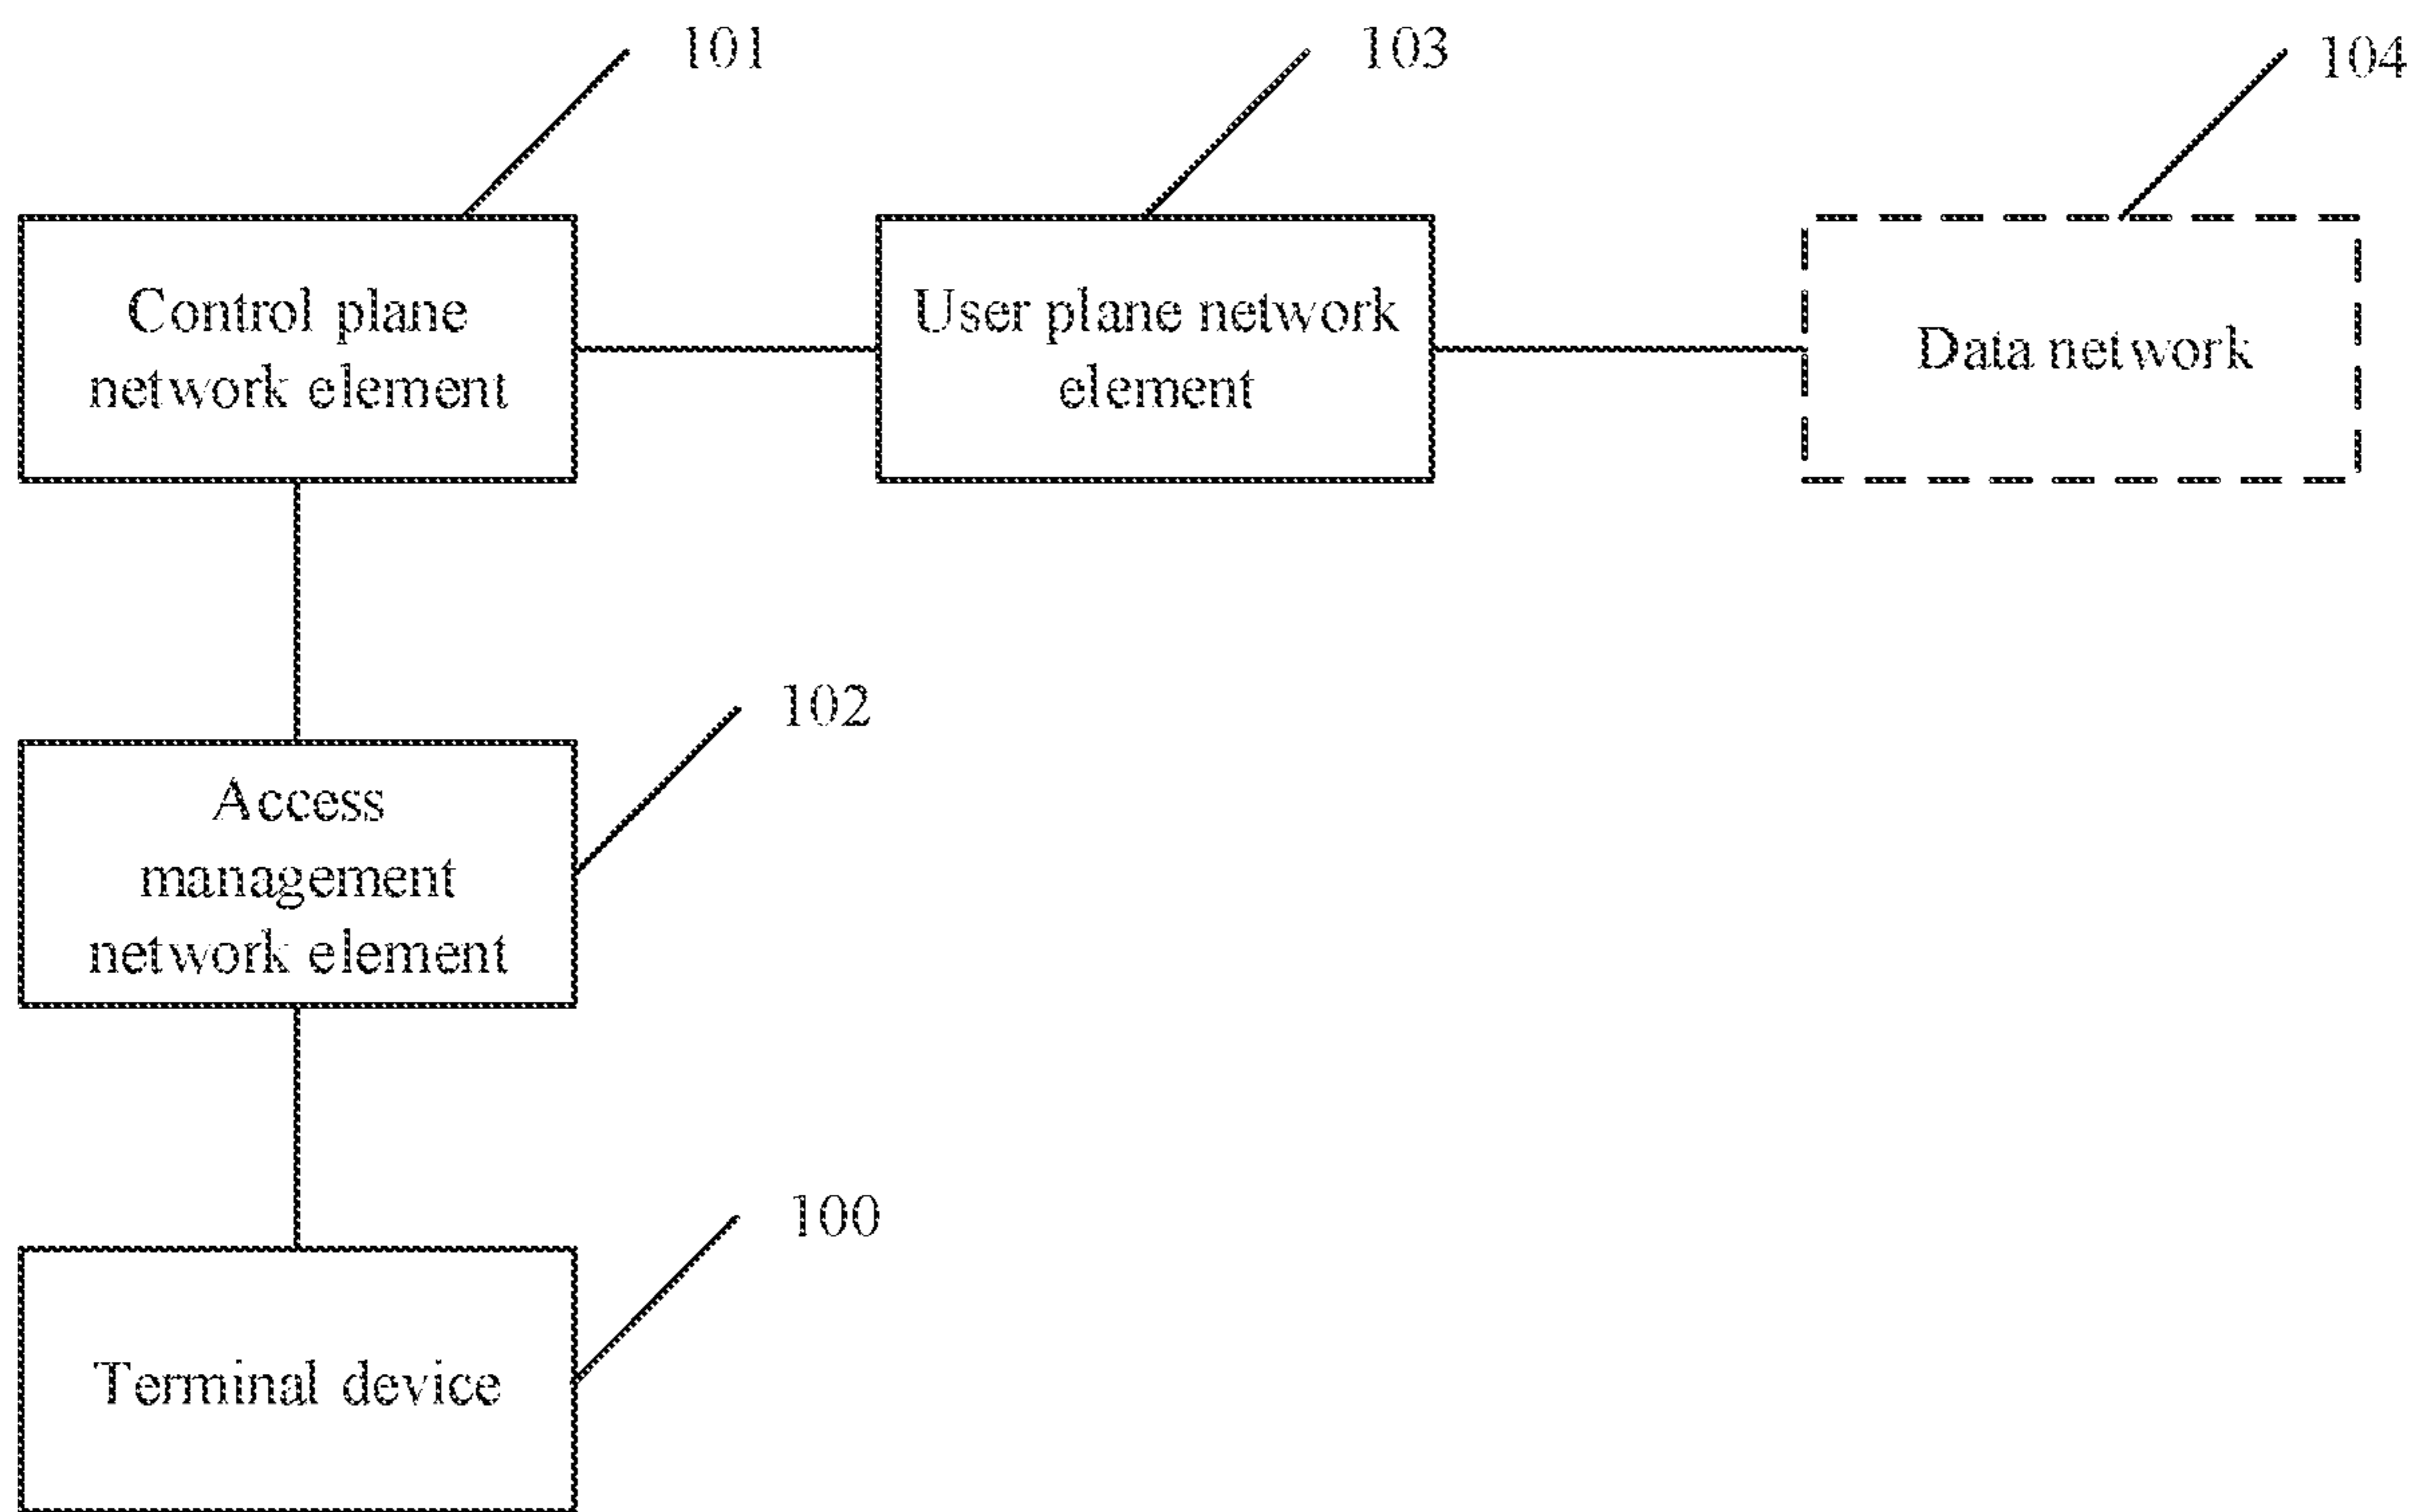 101
103
104
Control plane
network element
User plane network
element
Data network
102
Access
management
network element
100
Terminal device